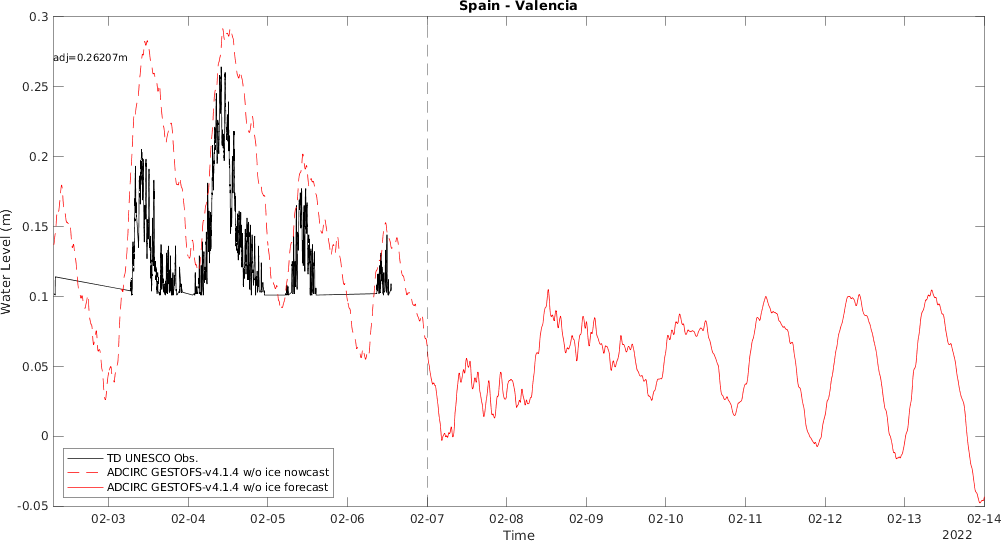 Spain - Valencia
0.3
adj=0.26207m
0.25
0.2
0.15
0.1
0.05
0
-0.05
Water Level (m)
TD UNESCO Obs.
ADCIRC GESTOFS-v4.1.4 w/o ice nowcast
ADCIRC GESTOFS-v4.1.4 w/o ice forecast
02-03 02-04 02-05 02-06 02-07 02-08 02-09 02-10 02-11 02-12 02-13 02-14
Time
2022